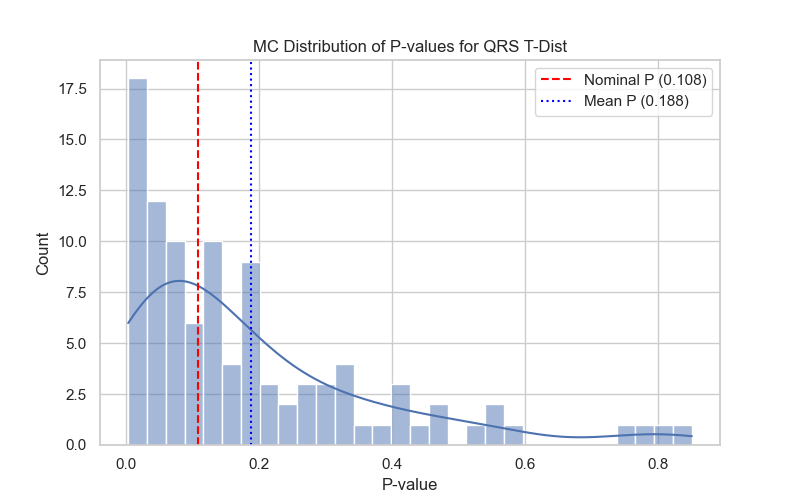 MC Distribution of P-values for QRS T-Dist
Nominal P (0.108)
Mean P (0.188)
Count
17.5
15.0
12.5
10.0
7.5
5.0
2.5
0.0
0.0 0.2 0.4 0.6 0.8
P-value